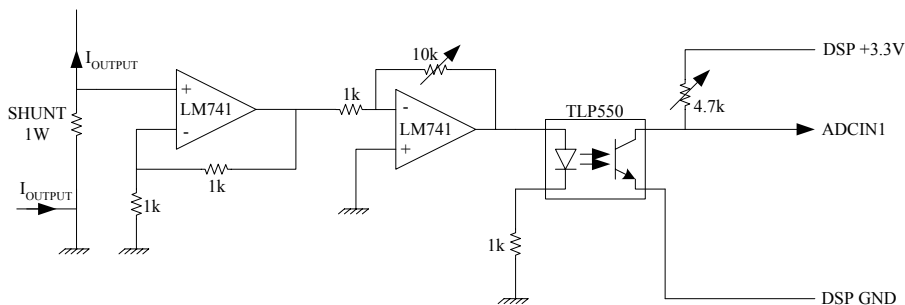 I_OUTPUT
SHUNT
1W
I_OUTPUT
+
LM741
-
1k
1k
1k
10k
-
LM741
+
TLP550
1k
4.7k
DSP +3.3V
ADCIN1
DSP GND